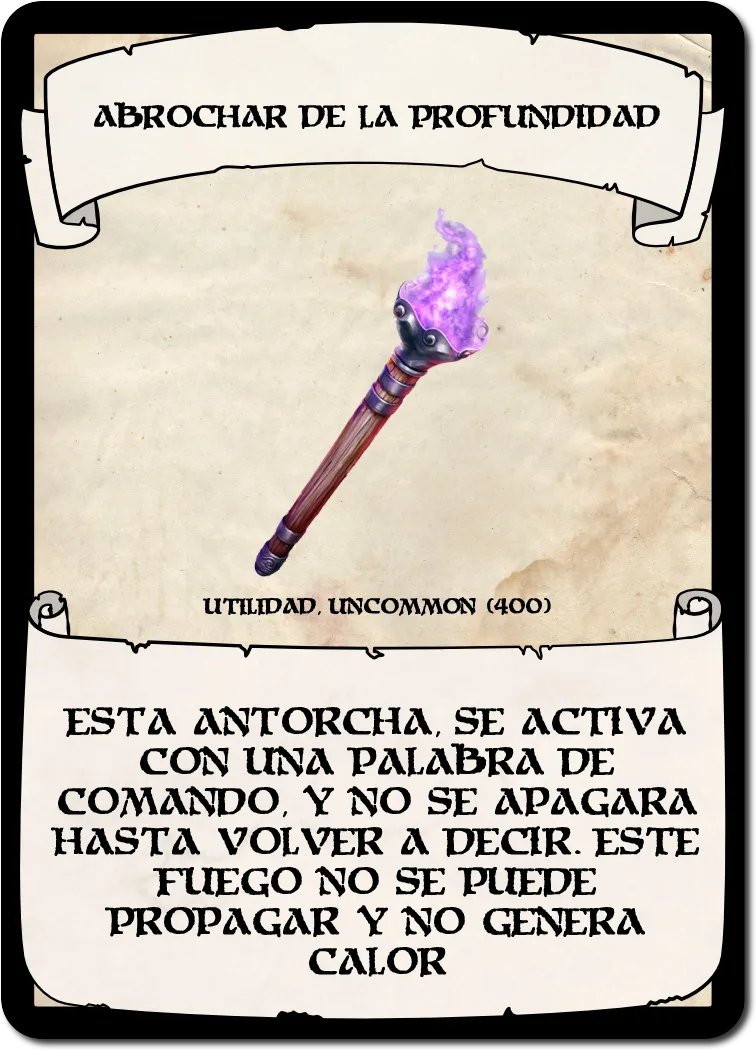 ABROCHAR DE LA PROFUNDIDAD
UTILIDAD, UNCOMMON (400)
ESTA ANTORCHA, SE ACTIVA
CON UNA PALABRA DE
COMANDO, Y NO SE APAGARA
HASTA VOLVER A DECIR. ESTE
FUEGO NO SE PUEDE
PROPAGAR Y NO GENERA
CALOR